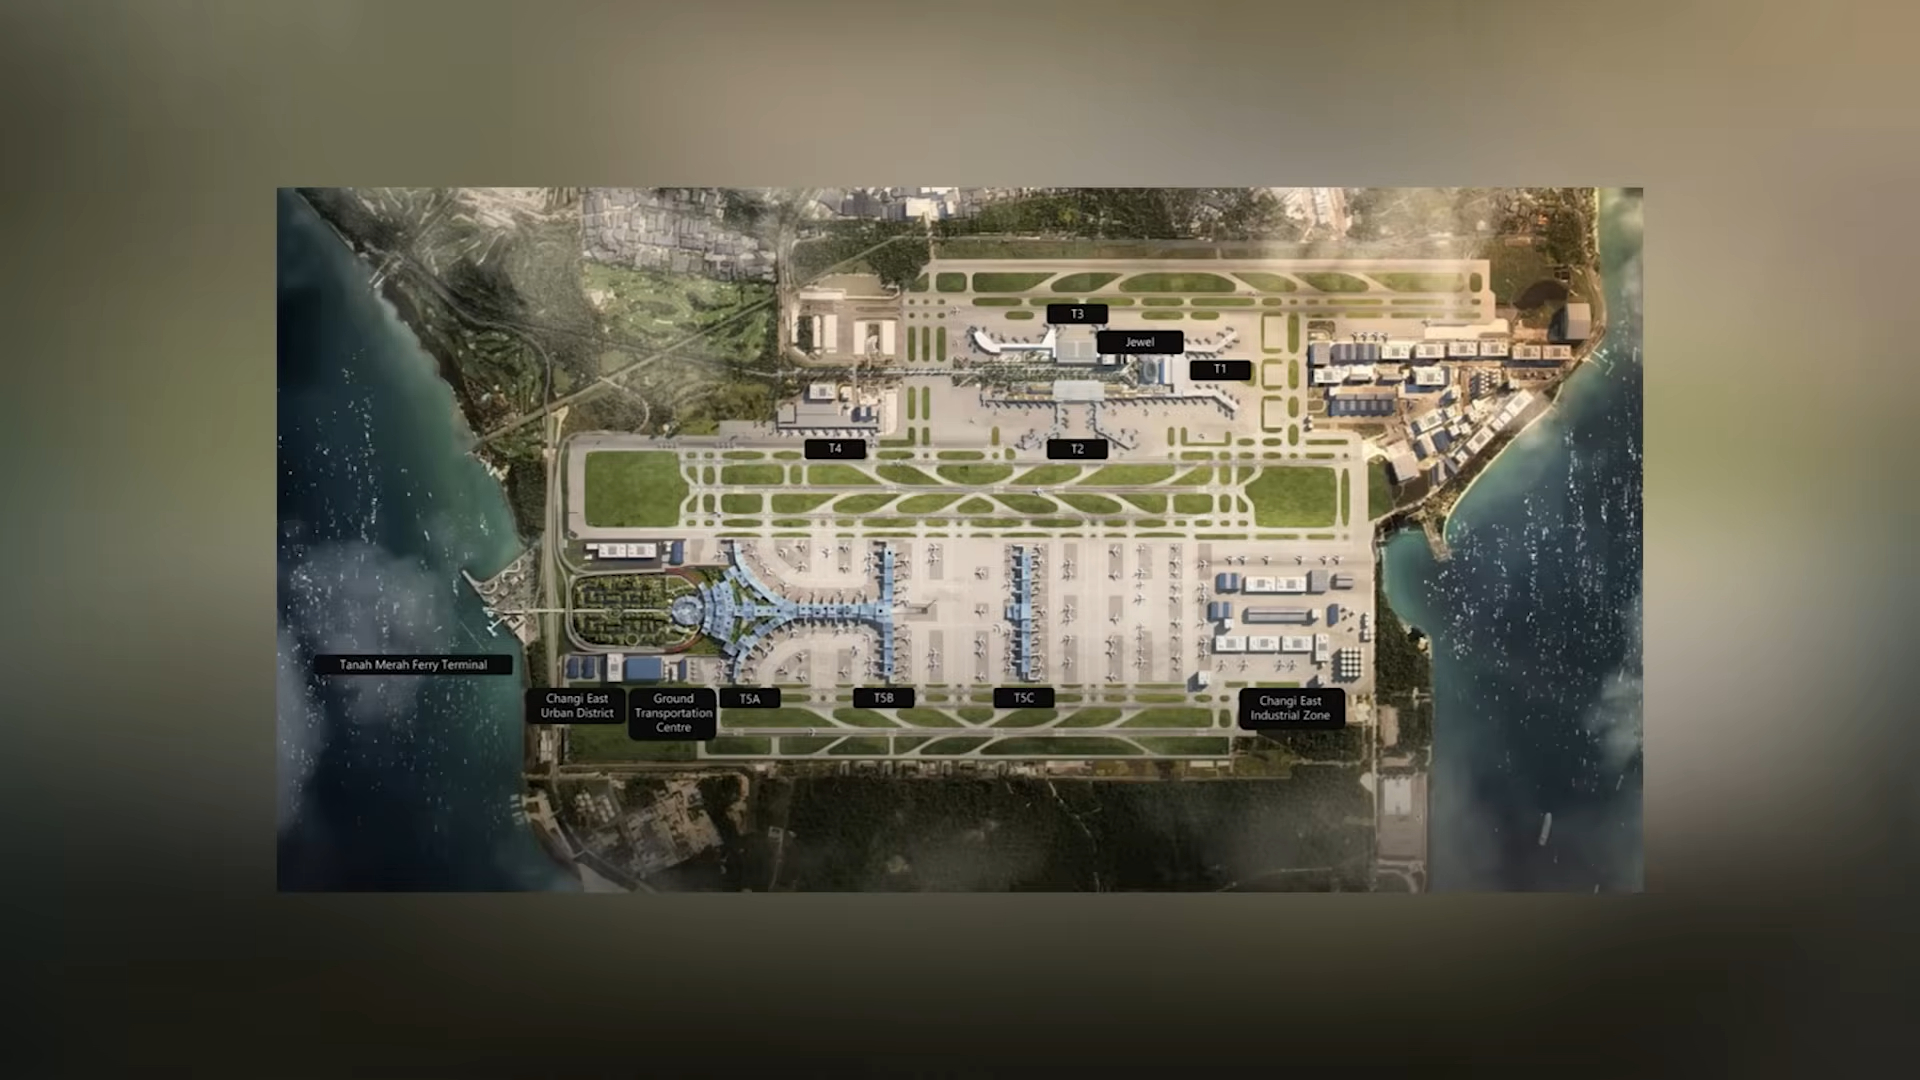 T3
Jewel
T1
T4
T2
Tanah Merah Ferry Terminal
Changi East
Urban District
Ground
Transportation
Centre
T5A
T5B
T5C
Changi East
Industrial Zone